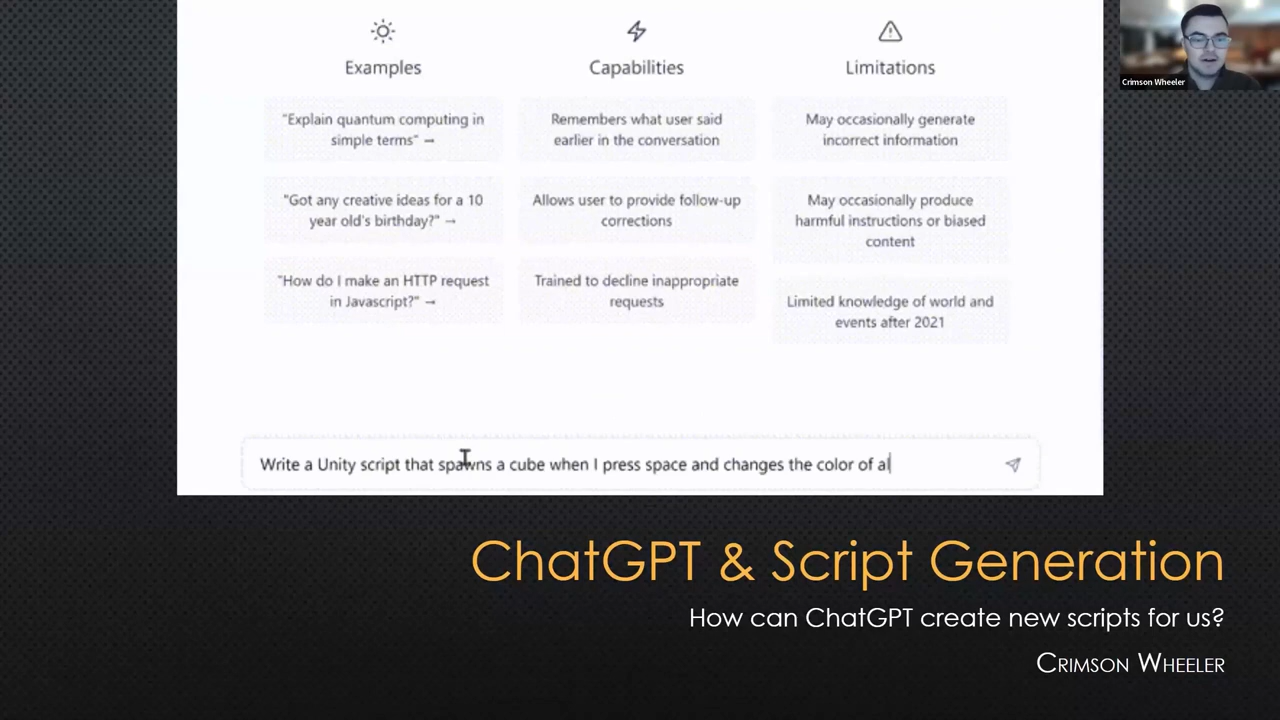 Examples
Capabilities
Limitations
"Explain quantum computing in
simple terms" →
Remembers what user said
earlier in the conversation
May occasionally generate
incorrect information
"Got any creative ideas for a 10
year old's birthday?" →
Allows user to provide follow-up
corrections
May occasionally produce
harmful instructions or biased
content
"How do I make an HTTP request
in Javascript?" →
Trained to decline inappropriate
requests
Limited knowledge of world and
events after 2021
Write a Unity script that spawns a cube when I press space and changes the color of al
Crimson Wheeler
ChatGPT & Script Generation
How can ChatGPT create new scripts for us?
Crimson Wheeler